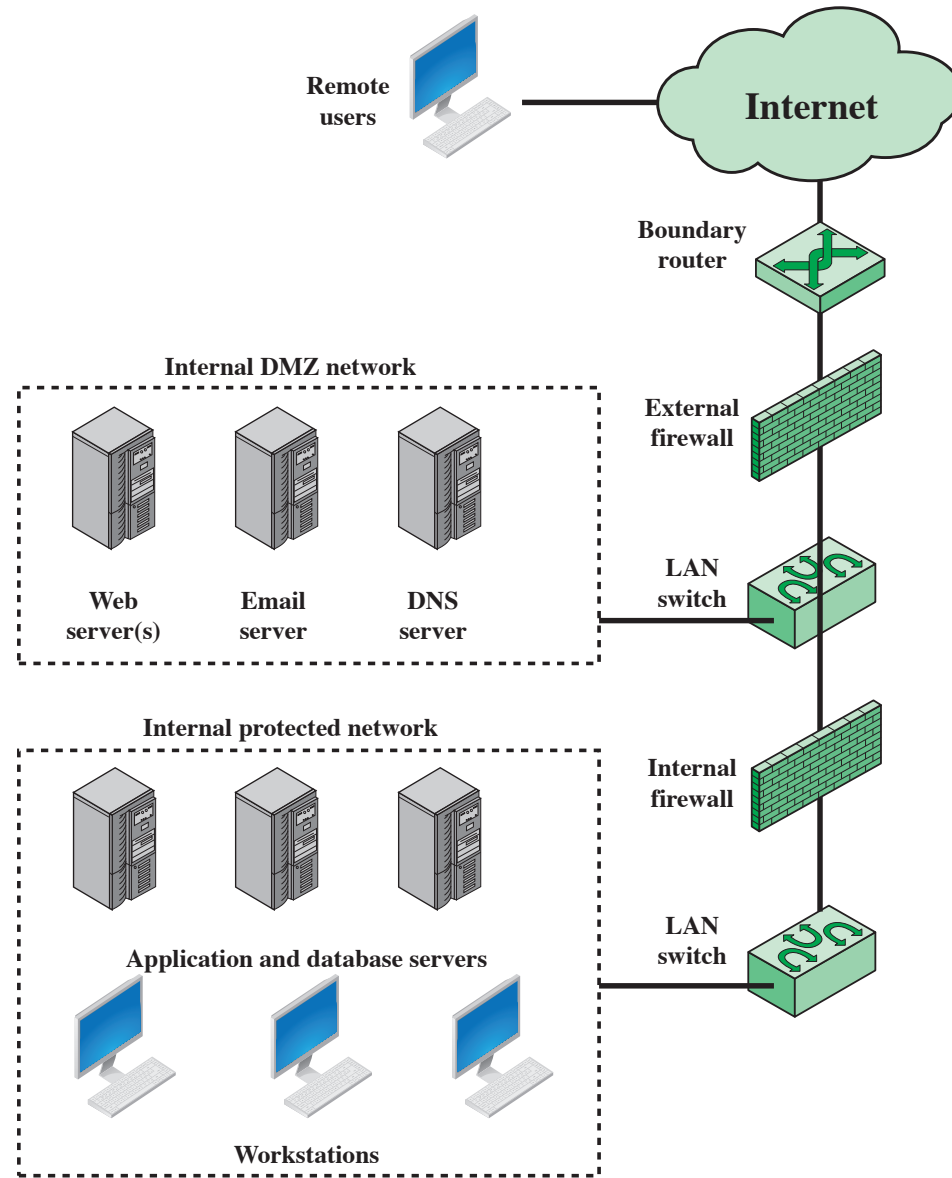 Remote
users
Internet
Boundary
router
Internal DMZ network
External
firewall
Web
server(s)
Email
server
DNS
server
LAN
switch
Internal protected network
Internal
firewall
Application and database servers
LAN
switch
Workstations